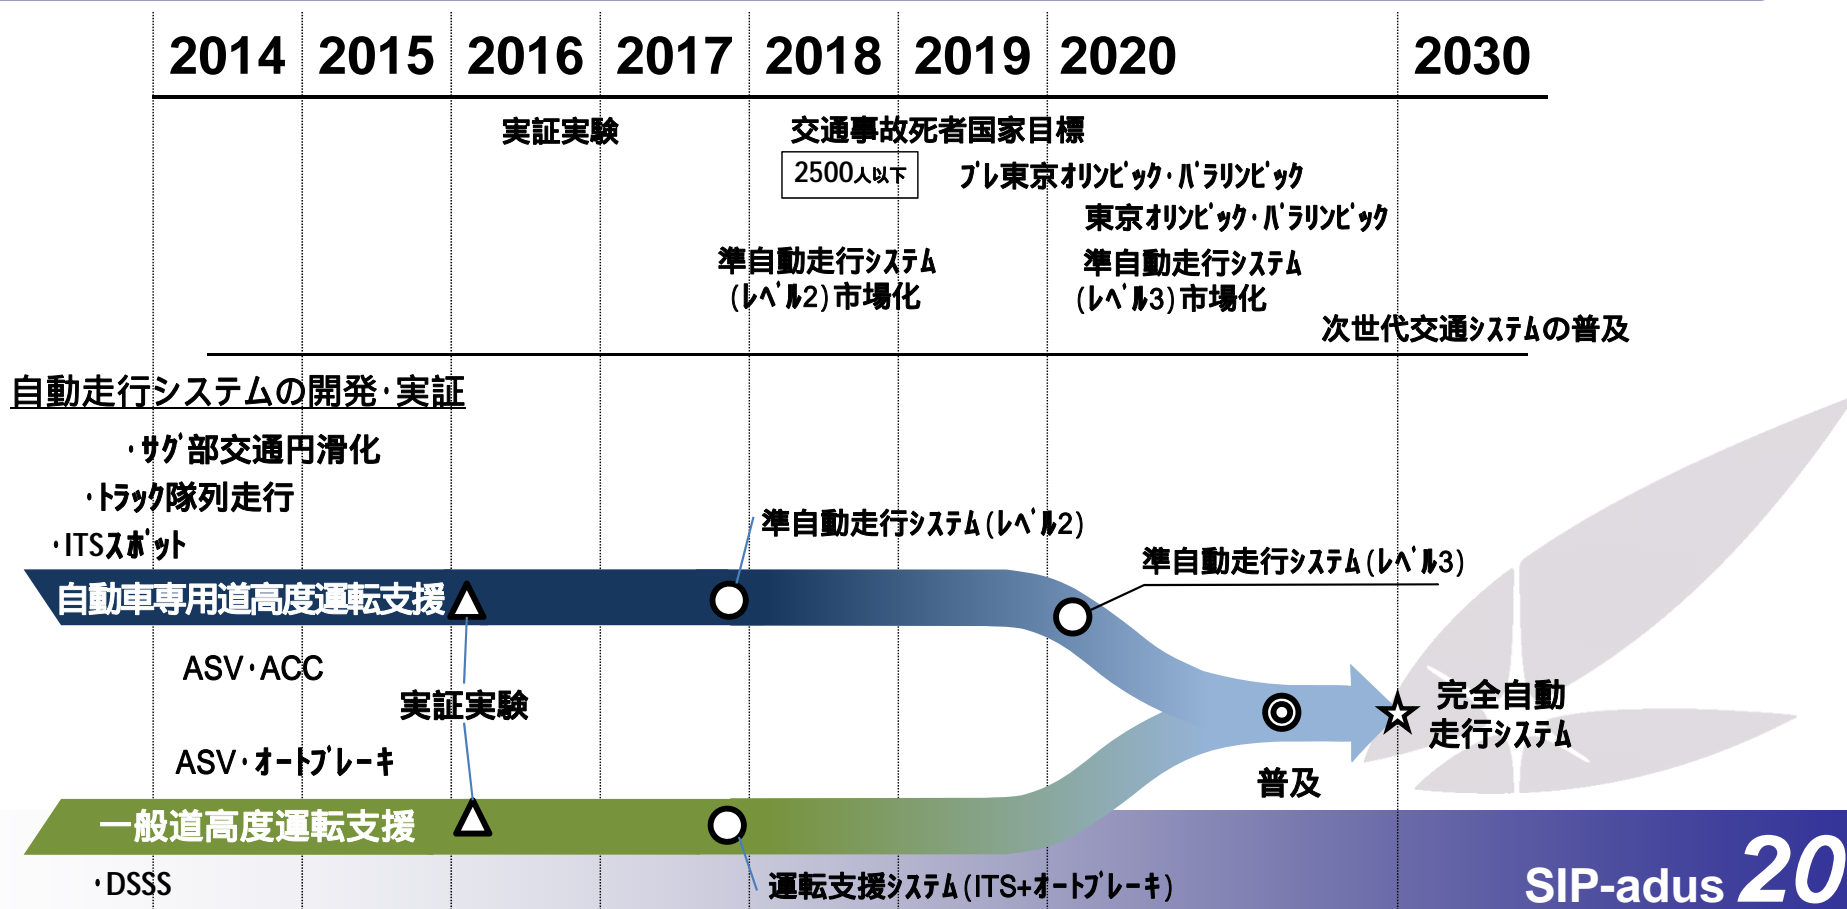 2014 2015 2016 2017 2018 2019 2020 2030
実証実験
交通事故死者国家目標
2500人以下
プレ東京オリンピック・パラリンピック
東京オリンピック・パラリンピック
準自動走行システム
(レベル2)市場化
準自動走行システム
(レベル3)市場化
次世代交通システムの普及
自動走行システムの開発・実証
・サグ部交通円滑化
・トラック隊列走行
・ITSスポット
準自動走行システム(レベル2)
準自動走行システム(レベル3)
自動車専用道高度運転支援
ASV・ACC
実証実験
完全自動
走行システム
ASV・オートブレーキ
普及
一般道高度運転支援
・DSSS
運転支援システム(ITS+オートブレーキ)
SIP-adus 20